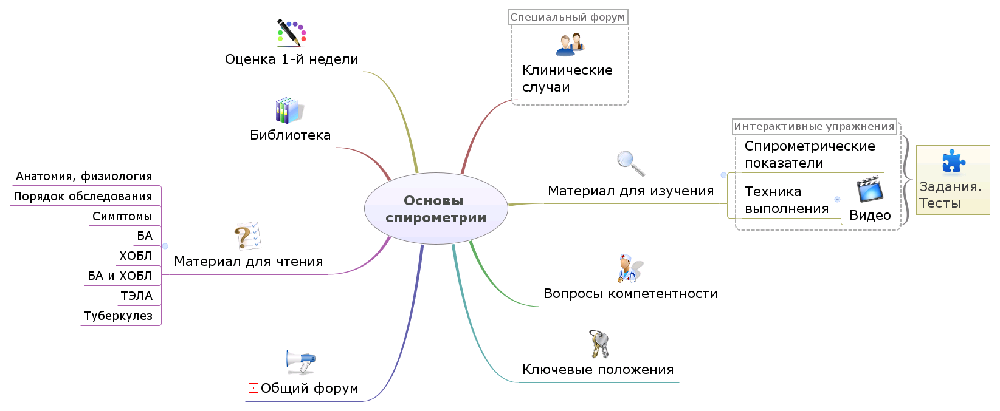 Специальный форум
Клинические
случаи
Оценка 1-й недели
Библиотека
Интерактивные упражнения
Спирометрические
показатели
Материал для изучения
Техника
выполнения
Видео
Задания.
Тесты
Основы
спирометрии
Анатомия, физиология
Порядок обследования
Симптомы
БА
ХОБЛ
БА и ХОБЛ
ТЭЛА
Туберкулез
Материал для чтения
Вопросы компетентности
Ключевые положения
Общий форум